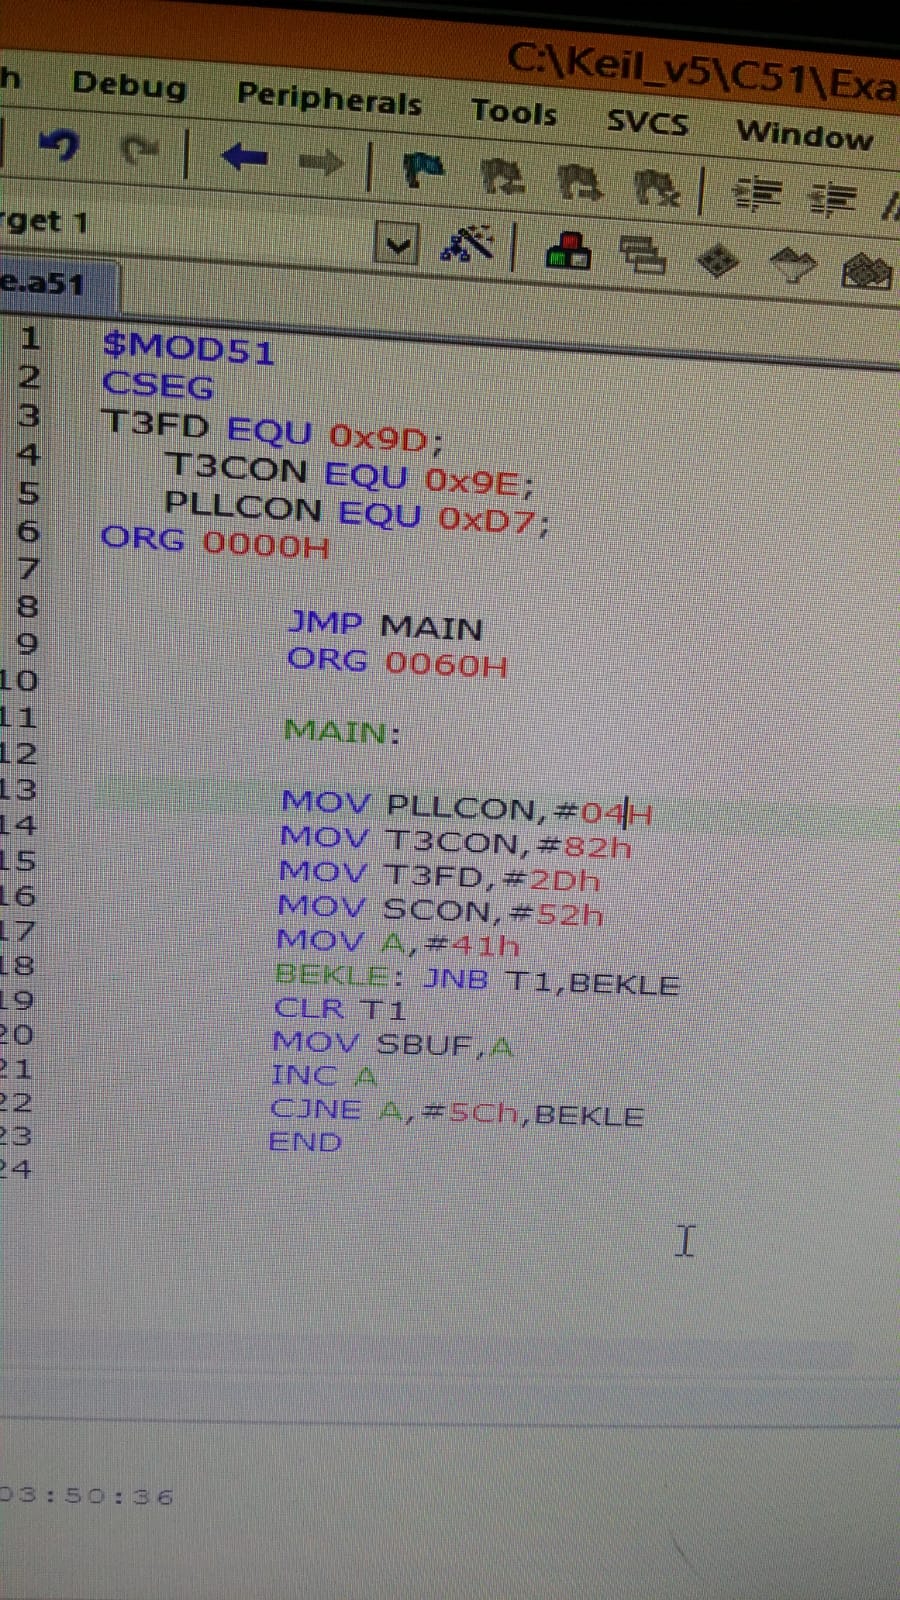 C:\Keil_v5\C51\Exa
h Debug Peripherals Tools SVCS Window
rget 1
e.a51
1 $MOD51
2 CSEG
3 T3FD EQU 0x9D;
4 T3CON EQU 0x9E;
5 PLLCON EQU 0xD7;
6 ORG 0000H
7
8 JMP MAIN
9 ORG 0060H
10
11 MAIN:
12
13 MOV PLLCON,#04H
14 MOV T3CON,#82h
15 MOV T3FD,#2Dh
16 MOV SCON,#52h
17 MOV A,#41h
18 BEKLE: JNB T1,BEKLE
19 CLR T1
20 MOV SBUF,A
21 INC A
22 CJNE A,#5Ch,BEKLE
23 END
24
03:50:36